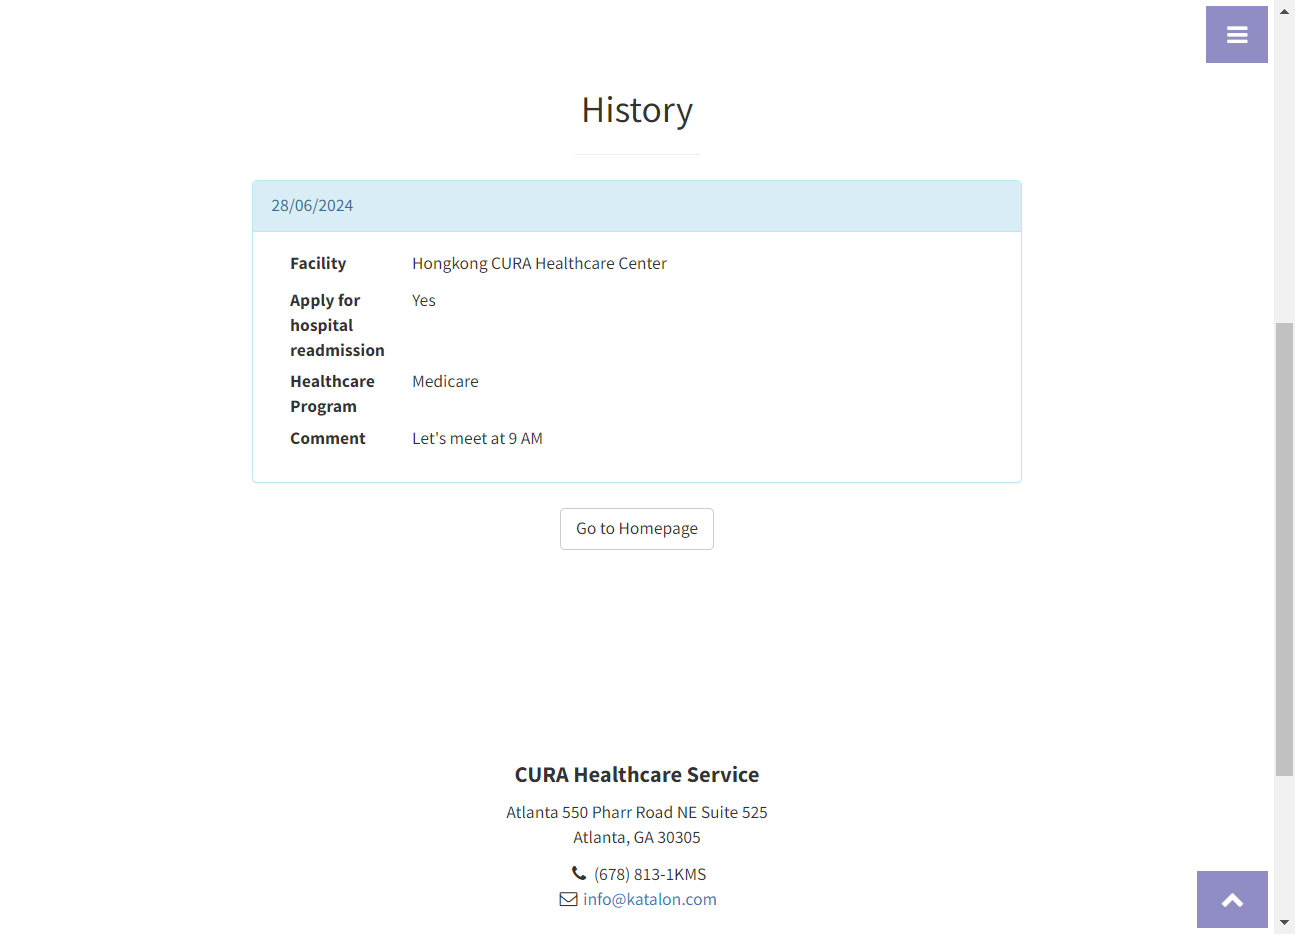 History
28/06/2024
Facility Hongkong CURA Healthcare Center
Apply for Yes
hospital
readmission
Healthcare Medicare
Program
Comment Let's meet at 9 AM
Go to Homepage
CURA Healthcare Service
Atlanta 550 Pharr Road NE Suite 525
Atlanta, GA 30305
(678) 813-1KMS
info@katalon.com